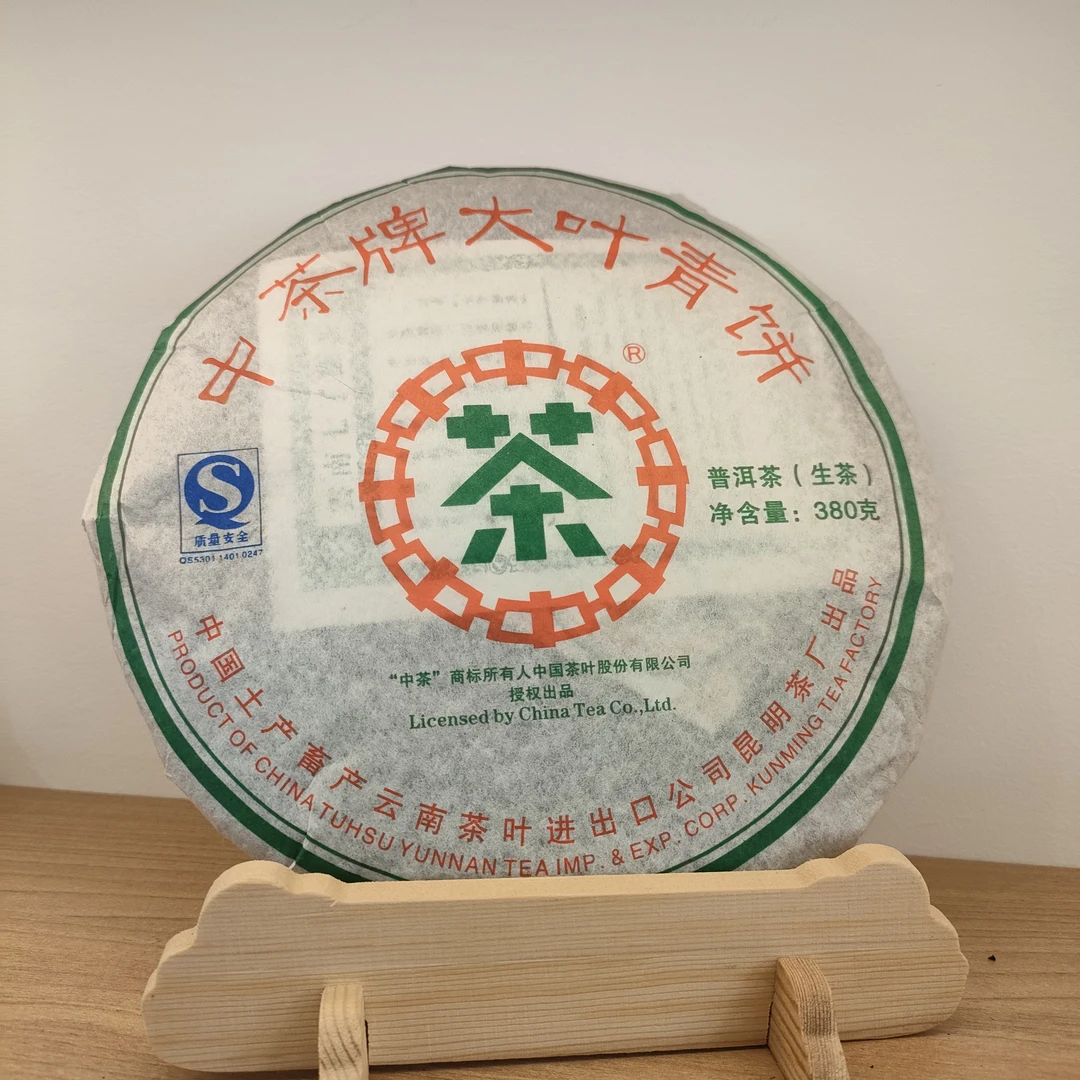 中茶牌大叶青饼
®
茶
普洱茶（生茶）
净含量：380克
质量安全
QS5301 1401 0247
“中茶”商标所有人中国茶叶股份有限公司
授权出品
Licensed by China Tea Co.,Ltd.
中国土产畜产云南茶叶进出口公司昆明茶厂出品
PRODUCT OF CHINA TUHSU YUNNAN TEA IMP. & EXP. CORP. KUNMING TEA FACTORY